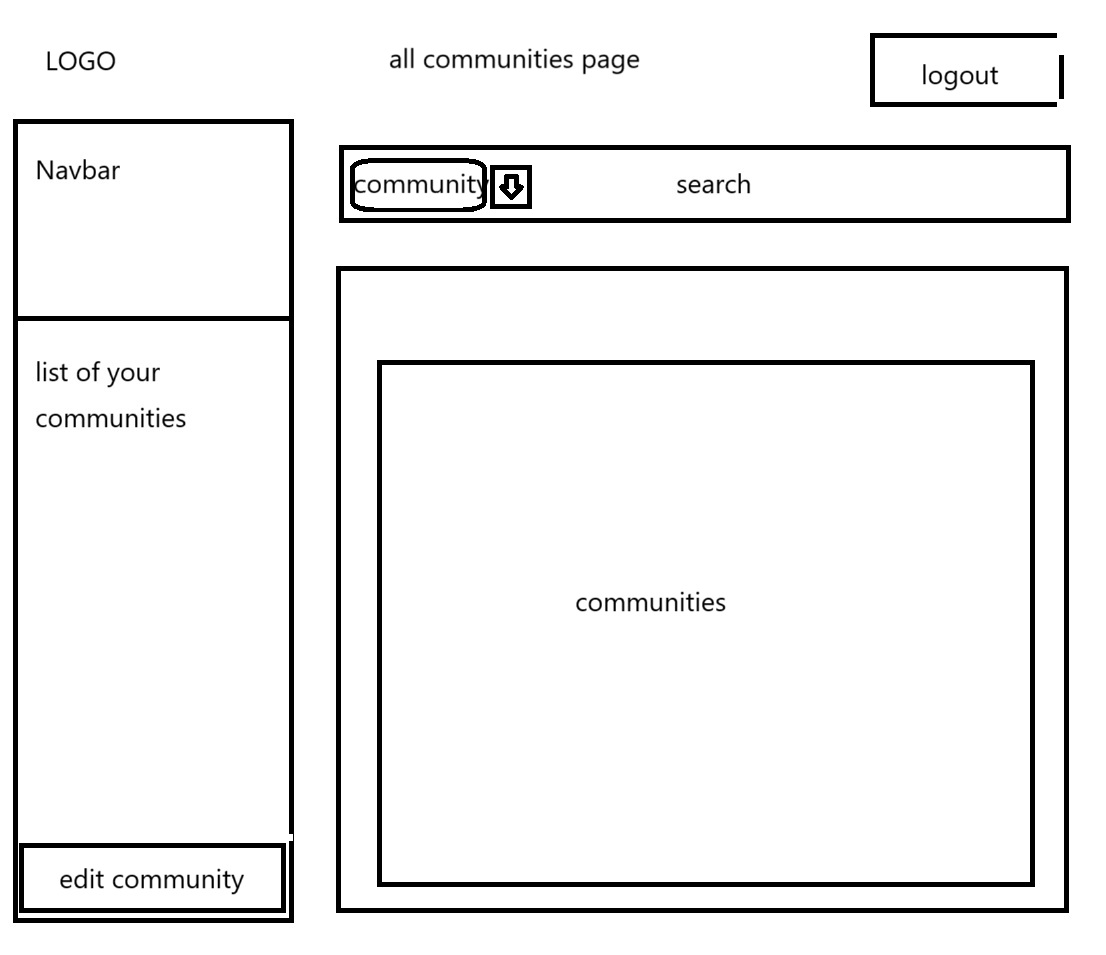 LOGO
all communities page
logout
Navbar
community
search
list of your
communities
communities
edit community